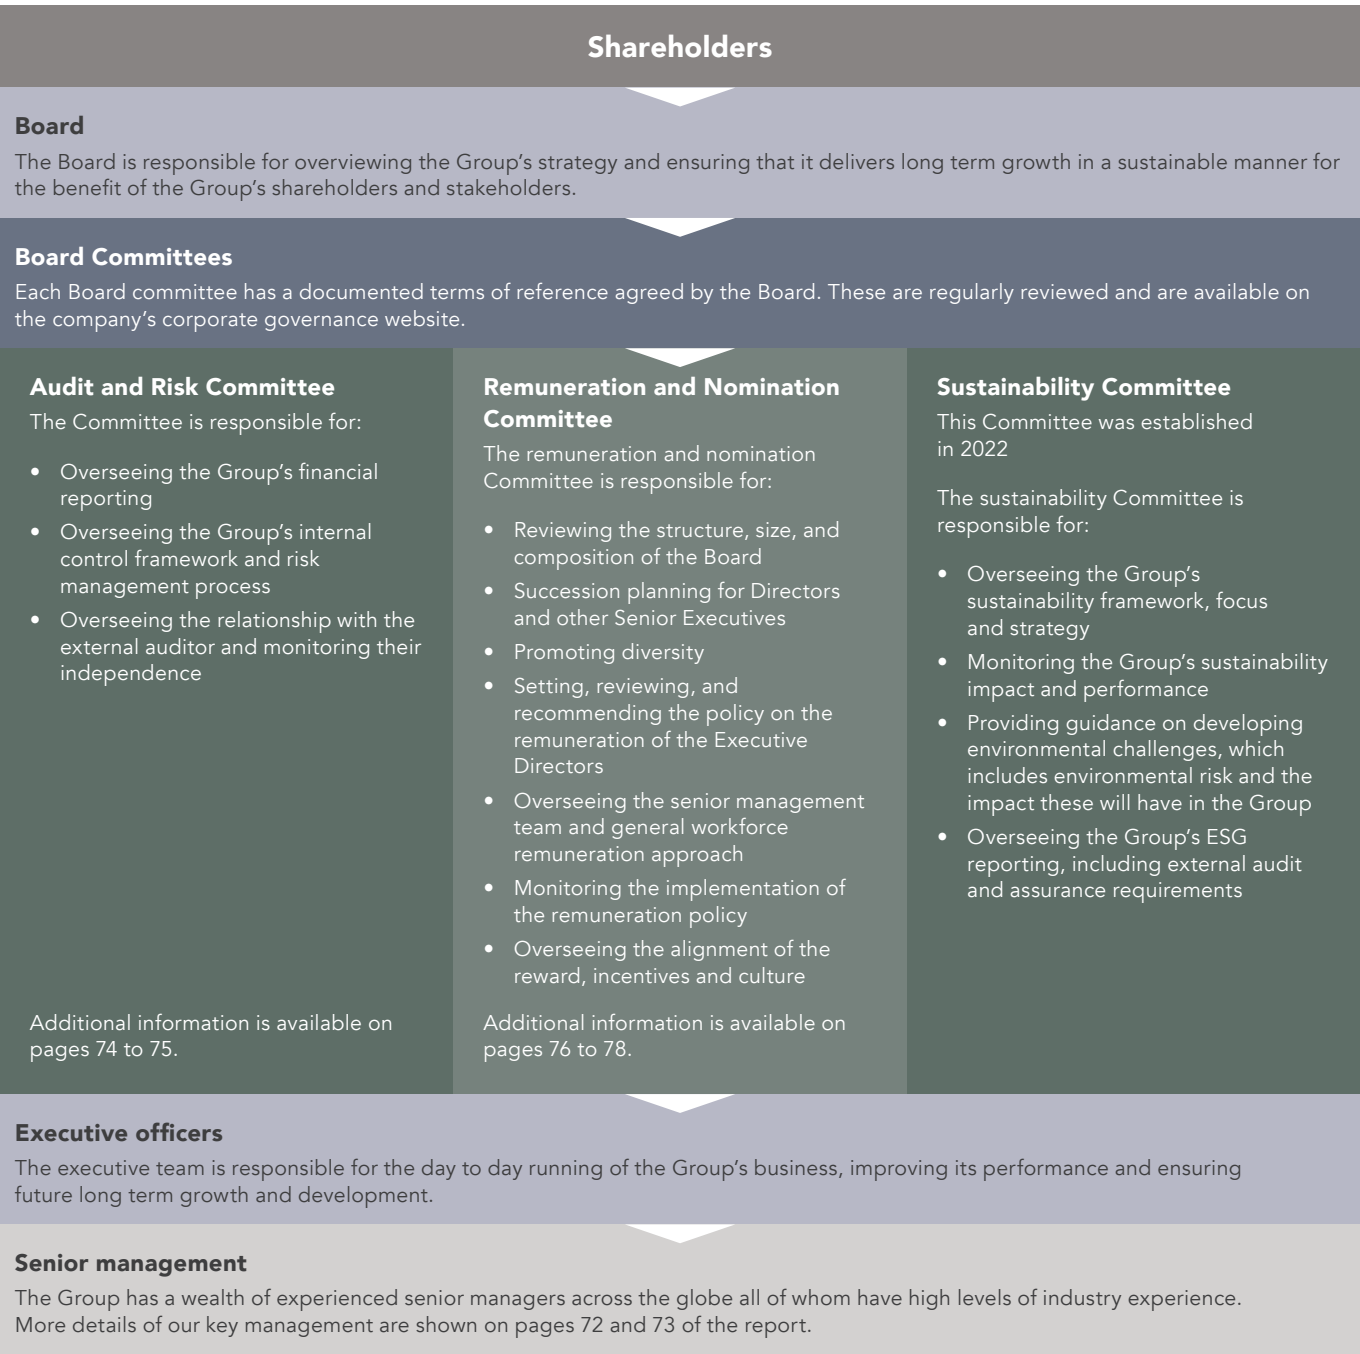 Shareholders
Board
The Board is responsible for overviewing the Group’s strategy and ensuring that it delivers long term growth in a sustainable manner for
the benefit of the Group’s shareholders and stakeholders.
Board Committees
Each Board committee has a documented terms of reference agreed by the Board. These are regularly reviewed and are available on
the company’s corporate governance website.
Audit and Risk Committee
The Committee is responsible for:
• Overseeing the Group’s financial
reporting
• Overseeing the Group’s internal
control framework and risk
management process
• Overseeing the relationship with the
external auditor and monitoring their
independence
Additional information is available on
pages 74 to 75.
Remuneration and Nomination
Committee
The remuneration and nomination
Committee is responsible for:
• Reviewing the structure, size, and
composition of the Board
• Succession planning for Directors
and other Senior Executives
• Promoting diversity
• Setting, reviewing, and
recommending the policy on the
remuneration of the Executive
Directors
• Overseeing the senior management
team and general workforce
remuneration approach
• Monitoring the implementation of
the remuneration policy
• Overseeing the alignment of the
reward, incentives and culture
Additional information is available on
pages 76 to 78.
Sustainability Committee
This Committee was established
in 2022
The sustainability Committee is
responsible for:
• Overseeing the Group’s
sustainability framework, focus
and strategy
• Monitoring the Group’s sustainability
impact and performance
• Providing guidance on developing
environmental challenges, which
includes environmental risk and the
impact these will have in the Group
• Overseeing the Group’s ESG
reporting, including external audit
and assurance requirements
Executive officers
The executive team is responsible for the day to day running of the Group’s business, improving its performance and ensuring
future long term growth and development.
Senior management
The Group has a wealth of experienced senior managers across the globe all of whom have high levels of industry experience.
More details of our key management are shown on pages 72 and 73 of the report.